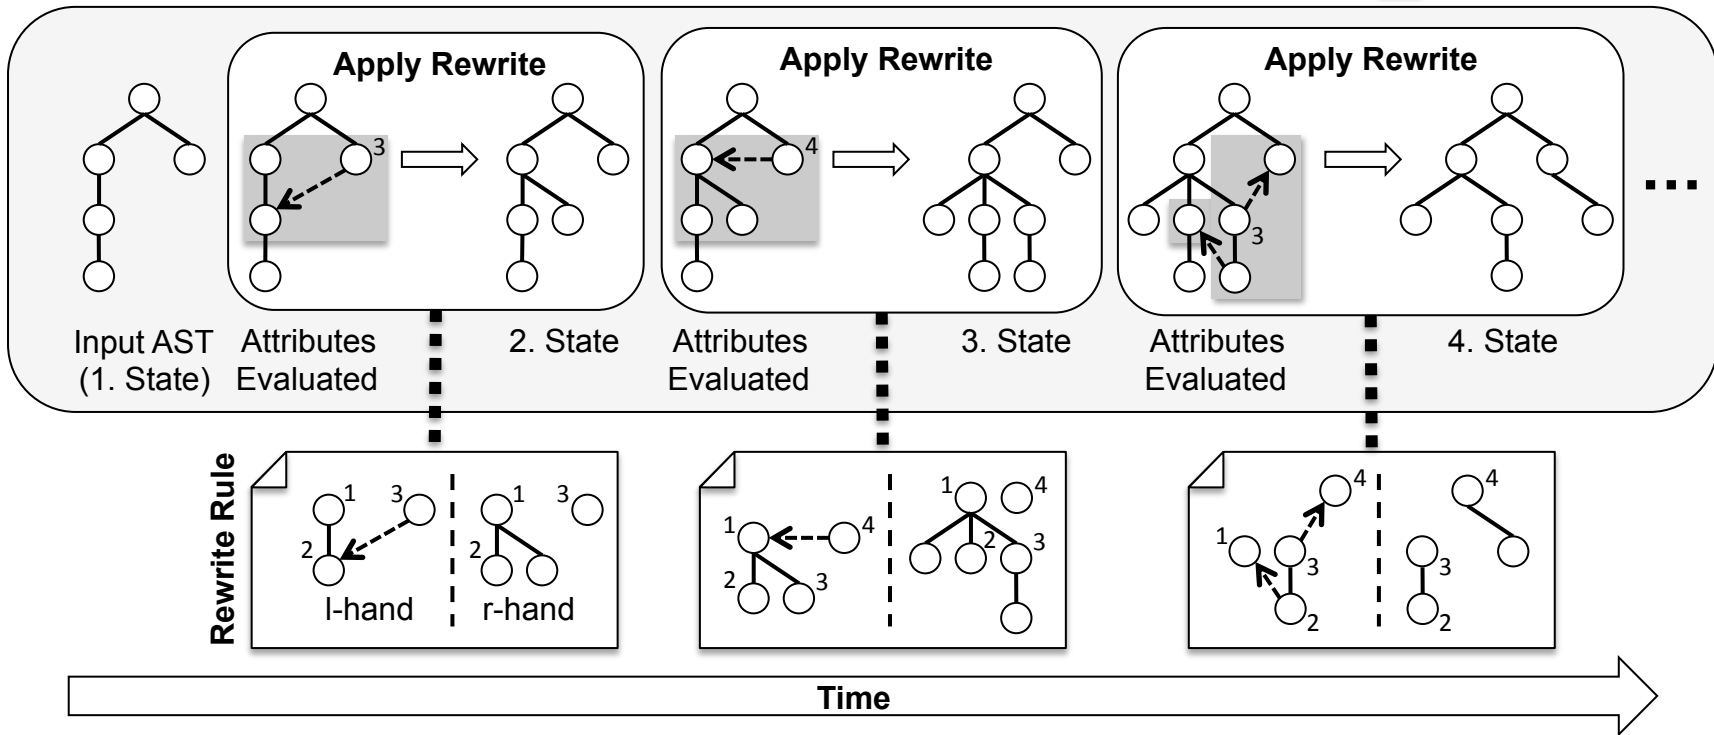 Apply Rewrite
Apply Rewrite
Apply Rewrite
3
4
3
...
Input AST
(1. State)
Attributes
Evaluated
2. State
Attributes
Evaluated
3. State
Attributes
Evaluated
4. State
Rewrite Rule
1 3
2
l-hand
1 3
2
r-hand
1 4
2 3
1 4
2 3
4
1
3
2
4
3
2
Time